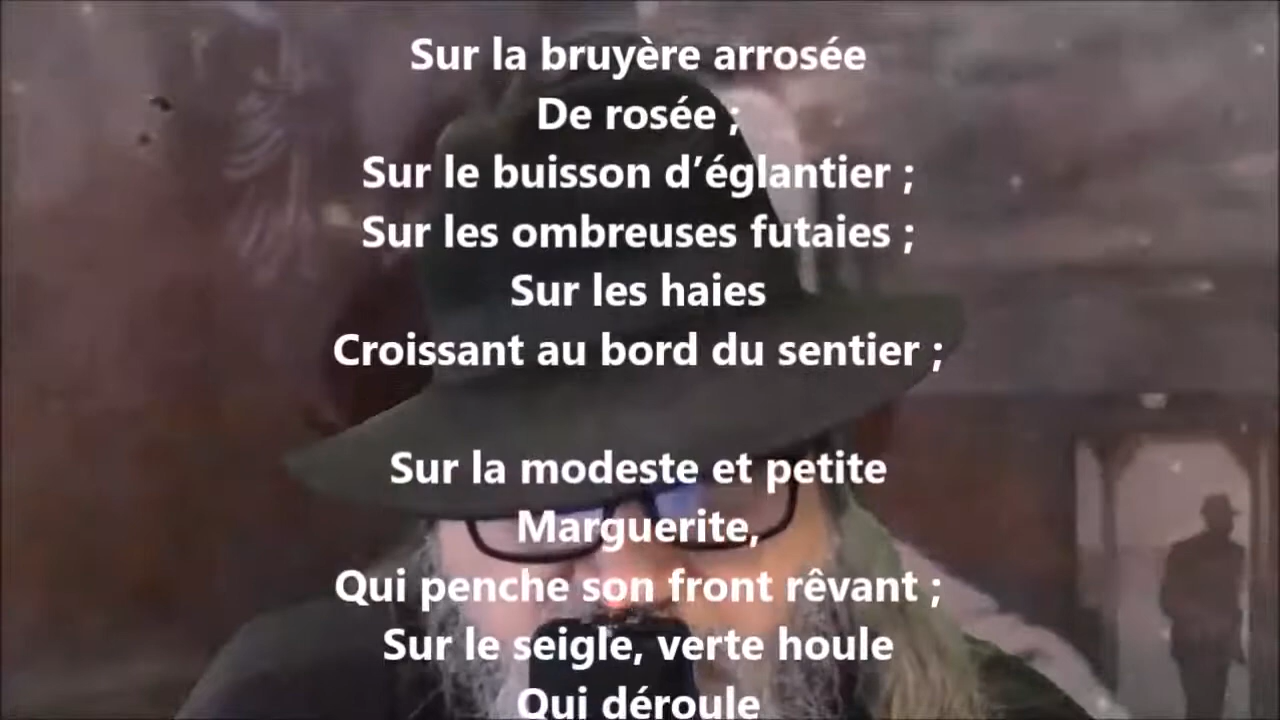 Sur la bruyère arrosée
De rosée ;
Sur le buisson d’églantier ;
Sur les ombreuses futaies ;
Sur les haies
Croissant au bord du sentier ;
Sur la modeste et petite
Marguerite,
Qui penche son front rêvant ;
Sur le seigle, verte houle
Qui déroule